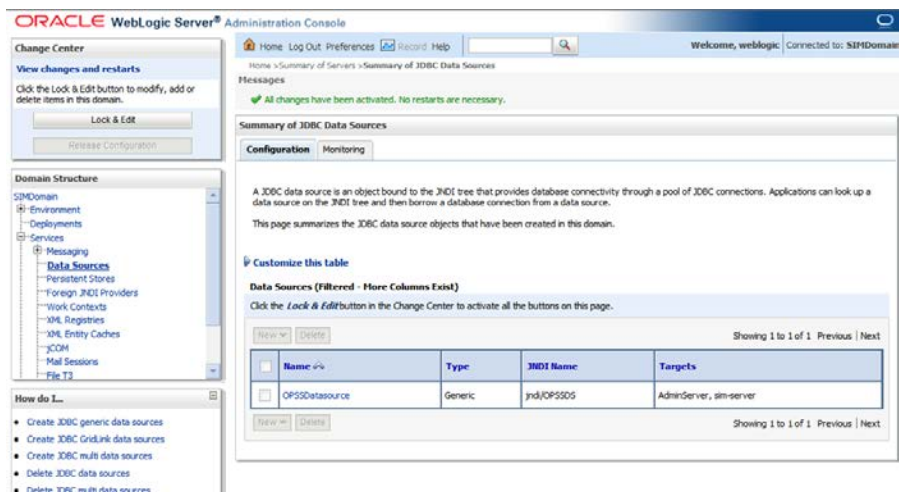 ORACLE WebLogic Server® Administration Console
Change Center
View changes and restarts
Click the Lock & Edit button to modify, add or
delete items in this domain.
Lock & Edit
Release Configuration
Domain Structure
SIMDomain
Environment
Deployments
Services
Messaging
Data Sources
Persistent Stores
Foreign JNDI Providers
Work Contexts
XML Registries
XML Entity Caches
jCOM
Mail Sessions
File T3
How do I...
Create JDBC generic data sources
Create JDBC GridLink data sources
Create JDBC multi data sources
Delete JDBC data sources
Delete JDBC multi data sources
Home Log Out Preferences Record Help
Welcome, weblogic Connected to: SIMDomain
Home >Summary of Servers >Summary of JDBC Data Sources
Messages
All changes have been activated. No restarts are necessary.
Summary of JDBC Data Sources
Configuration Monitoring
A JDBC data source is an object bound to the JNDI tree that provides database connectivity through a pool of JDBC connections. Applications can look up a
data source on the JNDI tree and then borrow a database connection from a data source.
This page summarizes the JDBC data source objects that have been created in this domain.
Customize this table
Data Sources (Filtered - More Columns Exist)
Click the Lock & Edit button in the Change Center to activate all the buttons on this page.
New Delete Showing 1 to 1 of 1 Previous | Next
Name Type JNDI Name Targets
OPSSDatasource Generic jndi/OPSSDS AdminServer, sim-server
New Delete Showing 1 to 1 of 1 Previous | Next